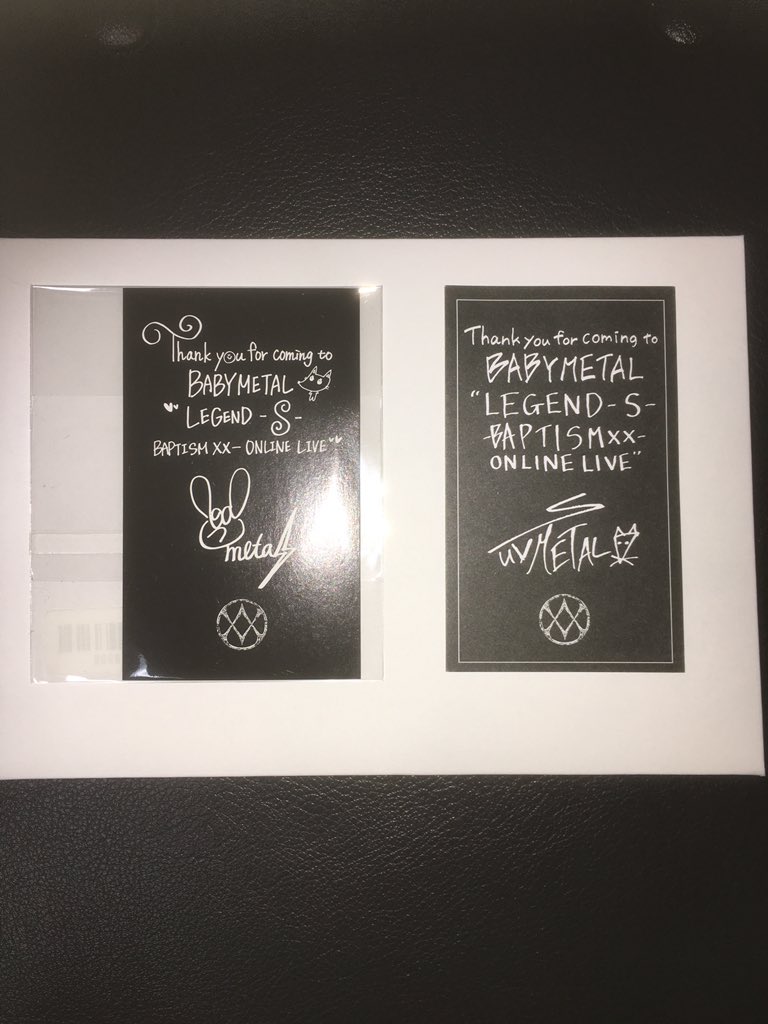 Thank you for coming to
BABYMETAL
"LEGEND - S -
BAPTISM XX - ONLINE LIVE"
metal
Thank you for coming to
BABYMETAL
"LEGEND - S -
-BAPTISM XX-
ONLINE LIVE"
METAL